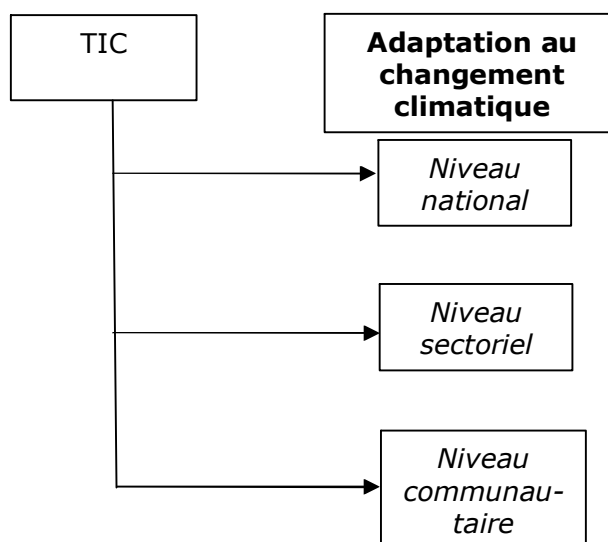 TIC
Adaptation au
changement
climatique
Niveau
national
Niveau
sectoriel
Niveau
communau-
taire